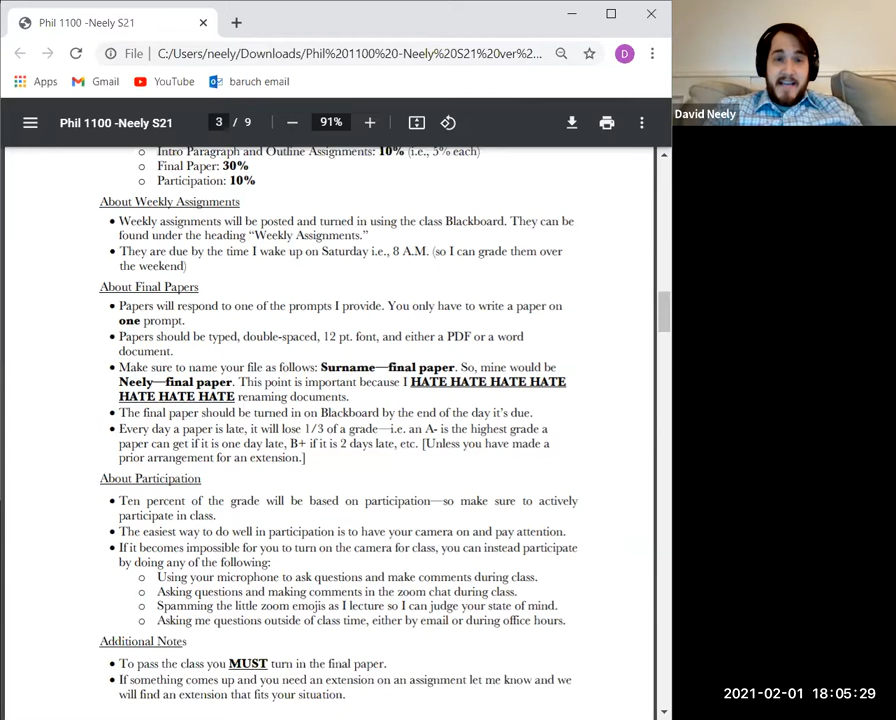 Phil 1100 -Neely S21
File
C:/Users/neely/Downloads/Phil%201100%20-Neely%20S21%20ver%2...
D
Apps
Gmail
YouTube
baruch email
Phil 1100 -Neely S21
3 / 9
91%
o Intro Paragraph and Outline Assignments: 10% (i.e., 5% each)
o Final Paper: 30%
o Participation: 10%
About Weekly Assignments
• Weekly assignments will be posted and turned in using the class Blackboard. They can be
found under the heading “Weekly Assignments.”
• They are due by the time I wake up on Saturday i.e., 8 A.M. (so I can grade them over
the weekend)
About Final Papers
• Papers will respond to one of the prompts I provide. You only have to write a paper on
one prompt.
• Papers should be typed, double-spaced, 12 pt. font, and either a PDF or a word
document.
• Make sure to name your file as follows: Surname—final paper. So, mine would be
Neely—final paper. This point is important because I HATE HATE HATE HATE
HATE HATE HATE renaming documents.
• The final paper should be turned in on Blackboard by the end of the day it’s due.
• Every day a paper is late, it will lose 1/3 of a grade—i.e. an A- is the highest grade a
paper can get if it is one day late, B+ if it is 2 days late, etc. [Unless you have made a
prior arrangement for an extension.]
About Participation
• Ten percent of the grade will be based on participation—so make sure to actively
participate in class.
• The easiest way to do well in participation is to have your camera on and pay attention.
• If it becomes impossible for you to turn on the camera for class, you can instead participate
by doing any of the following:
o Using your microphone to ask questions and make comments during class.
o Asking questions and making comments in the zoom chat during class.
o Spamming the little zoom emojis as I lecture so I can judge your state of mind.
o Asking me questions outside of class time, either by email or during office hours.
Additional Notes
• To pass the class you MUST turn in the final paper.
• If something comes up and you need an extension on an assignment let me know and we
will find an extension that fits your situation.
David Neely
2021-02-01 18:05:29